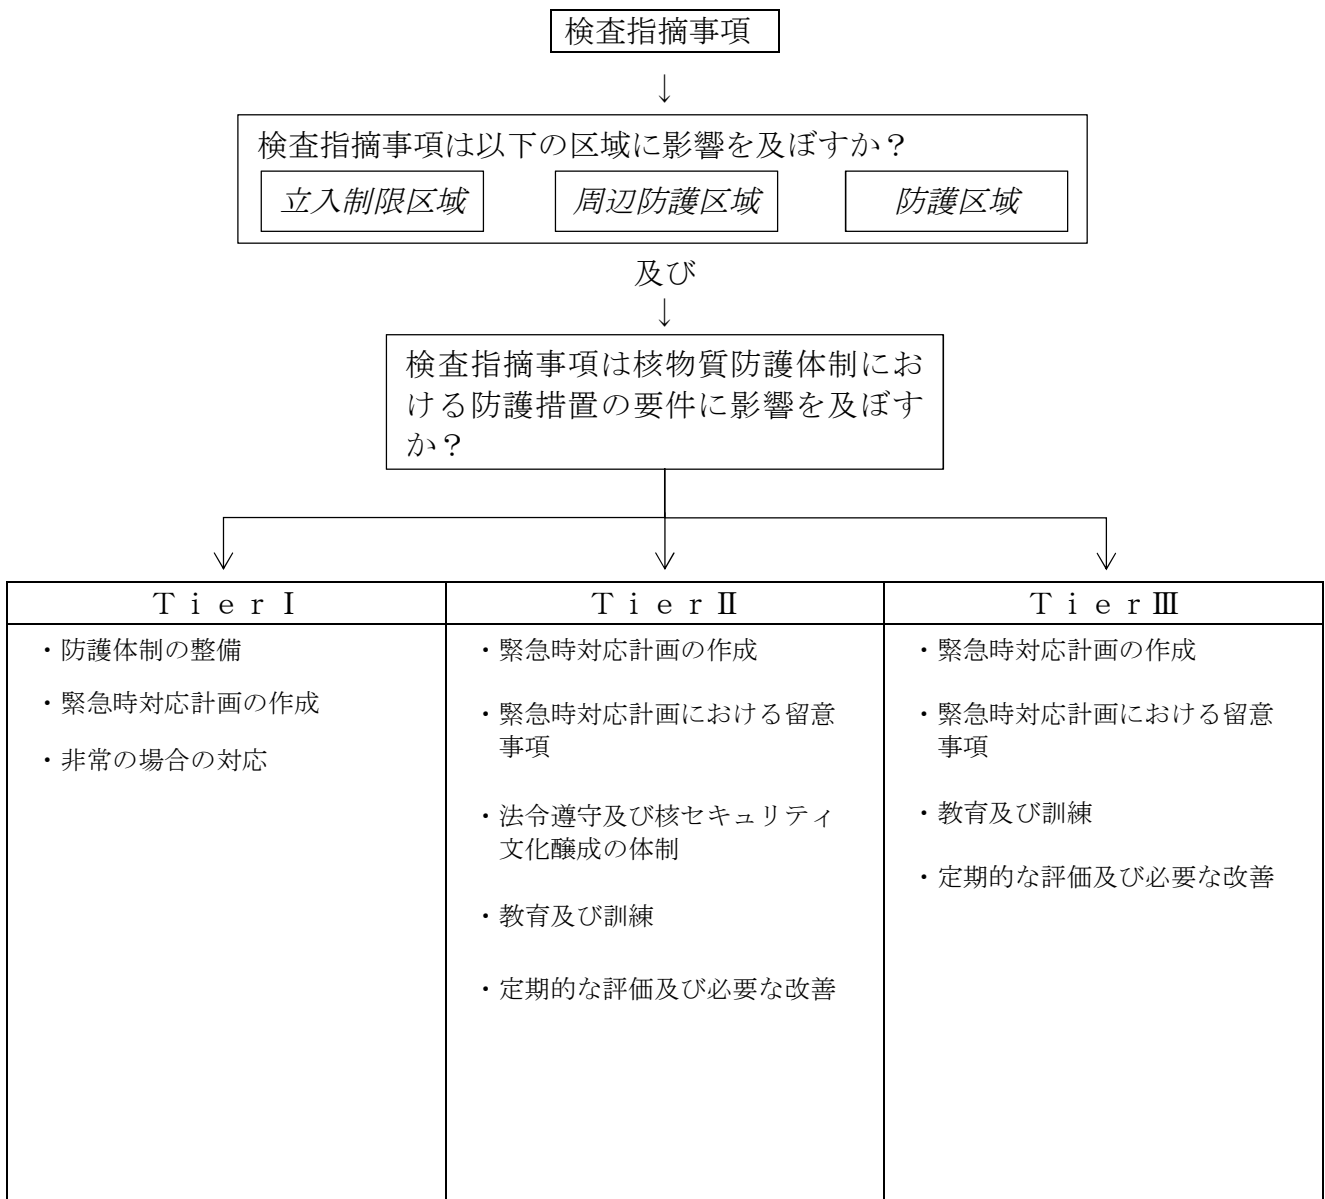 検査指摘事項
↓
検査指摘事項は以下の区域に影響を及ぼすか？
立入制限区域 周辺防護区域 防護区域
及び
↓
検査指摘事項は核物質防護体制にお
ける防護措置の要件に影響を及ぼす
か？
ＴｉｅｒⅠ
・防護体制の整備
・緊急時対応計画の作成
・非常の場合の対応
ＴｉｅｒⅡ
・緊急時対応計画の作成
・緊急時対応計画における留意
事項
・法令遵守及び核セキュリティ
文化醸成の体制
・教育及び訓練
・定期的な評価及び必要な改善
ＴｉｅｒⅢ
・緊急時対応計画の作成
・緊急時対応計画における留意
事項
・教育及び訓練
・定期的な評価及び必要な改善